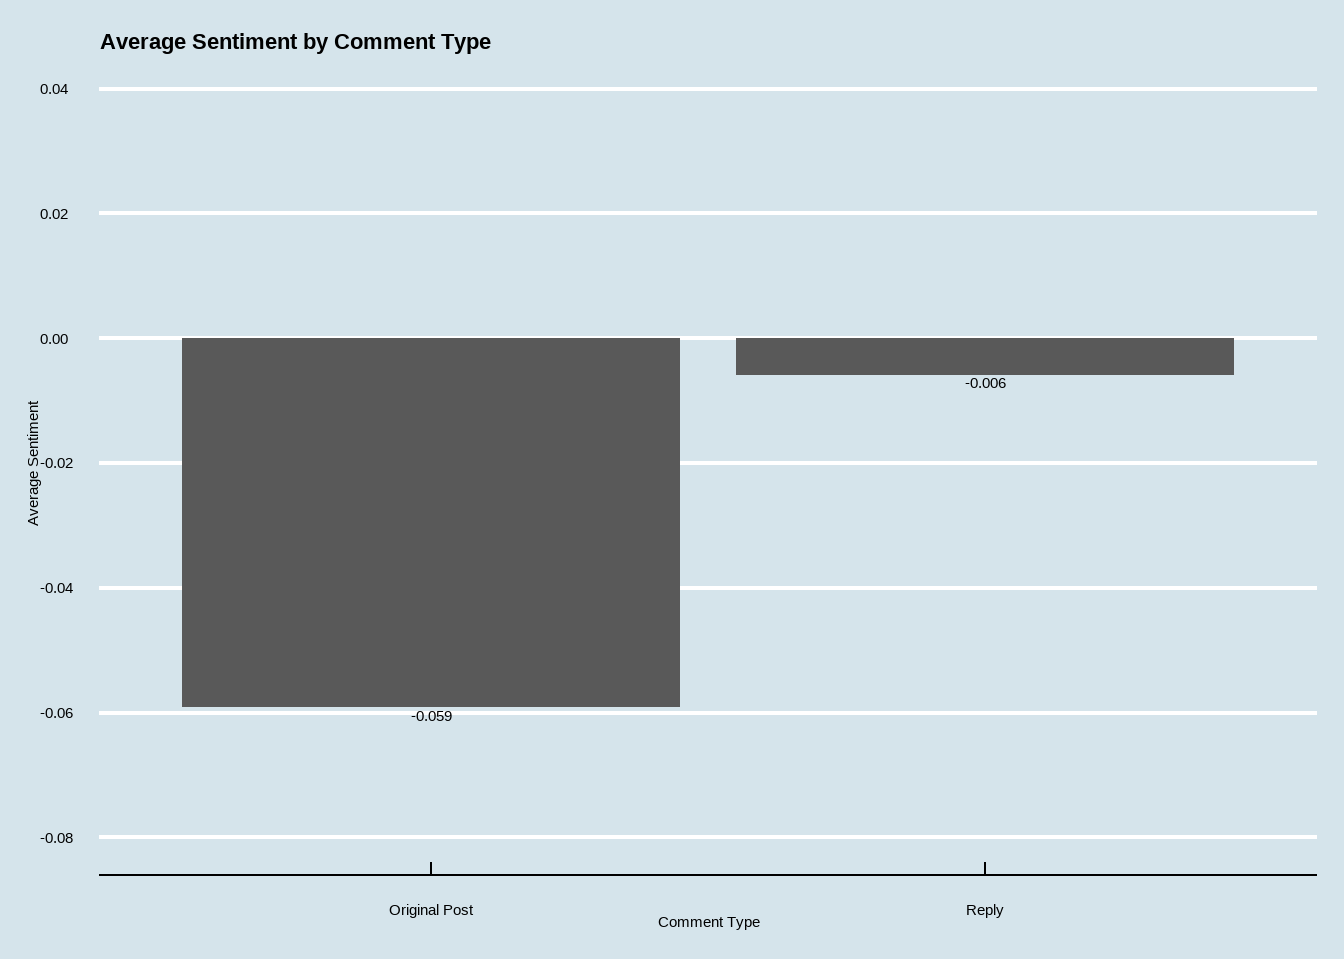 Average Sentiment by Comment Type
0.04
0.02
0.00
-0.006
Average Sentiment
-0.02
-0.04
-0.06
-0.059
-0.08
Original Post
Reply
Comment Type